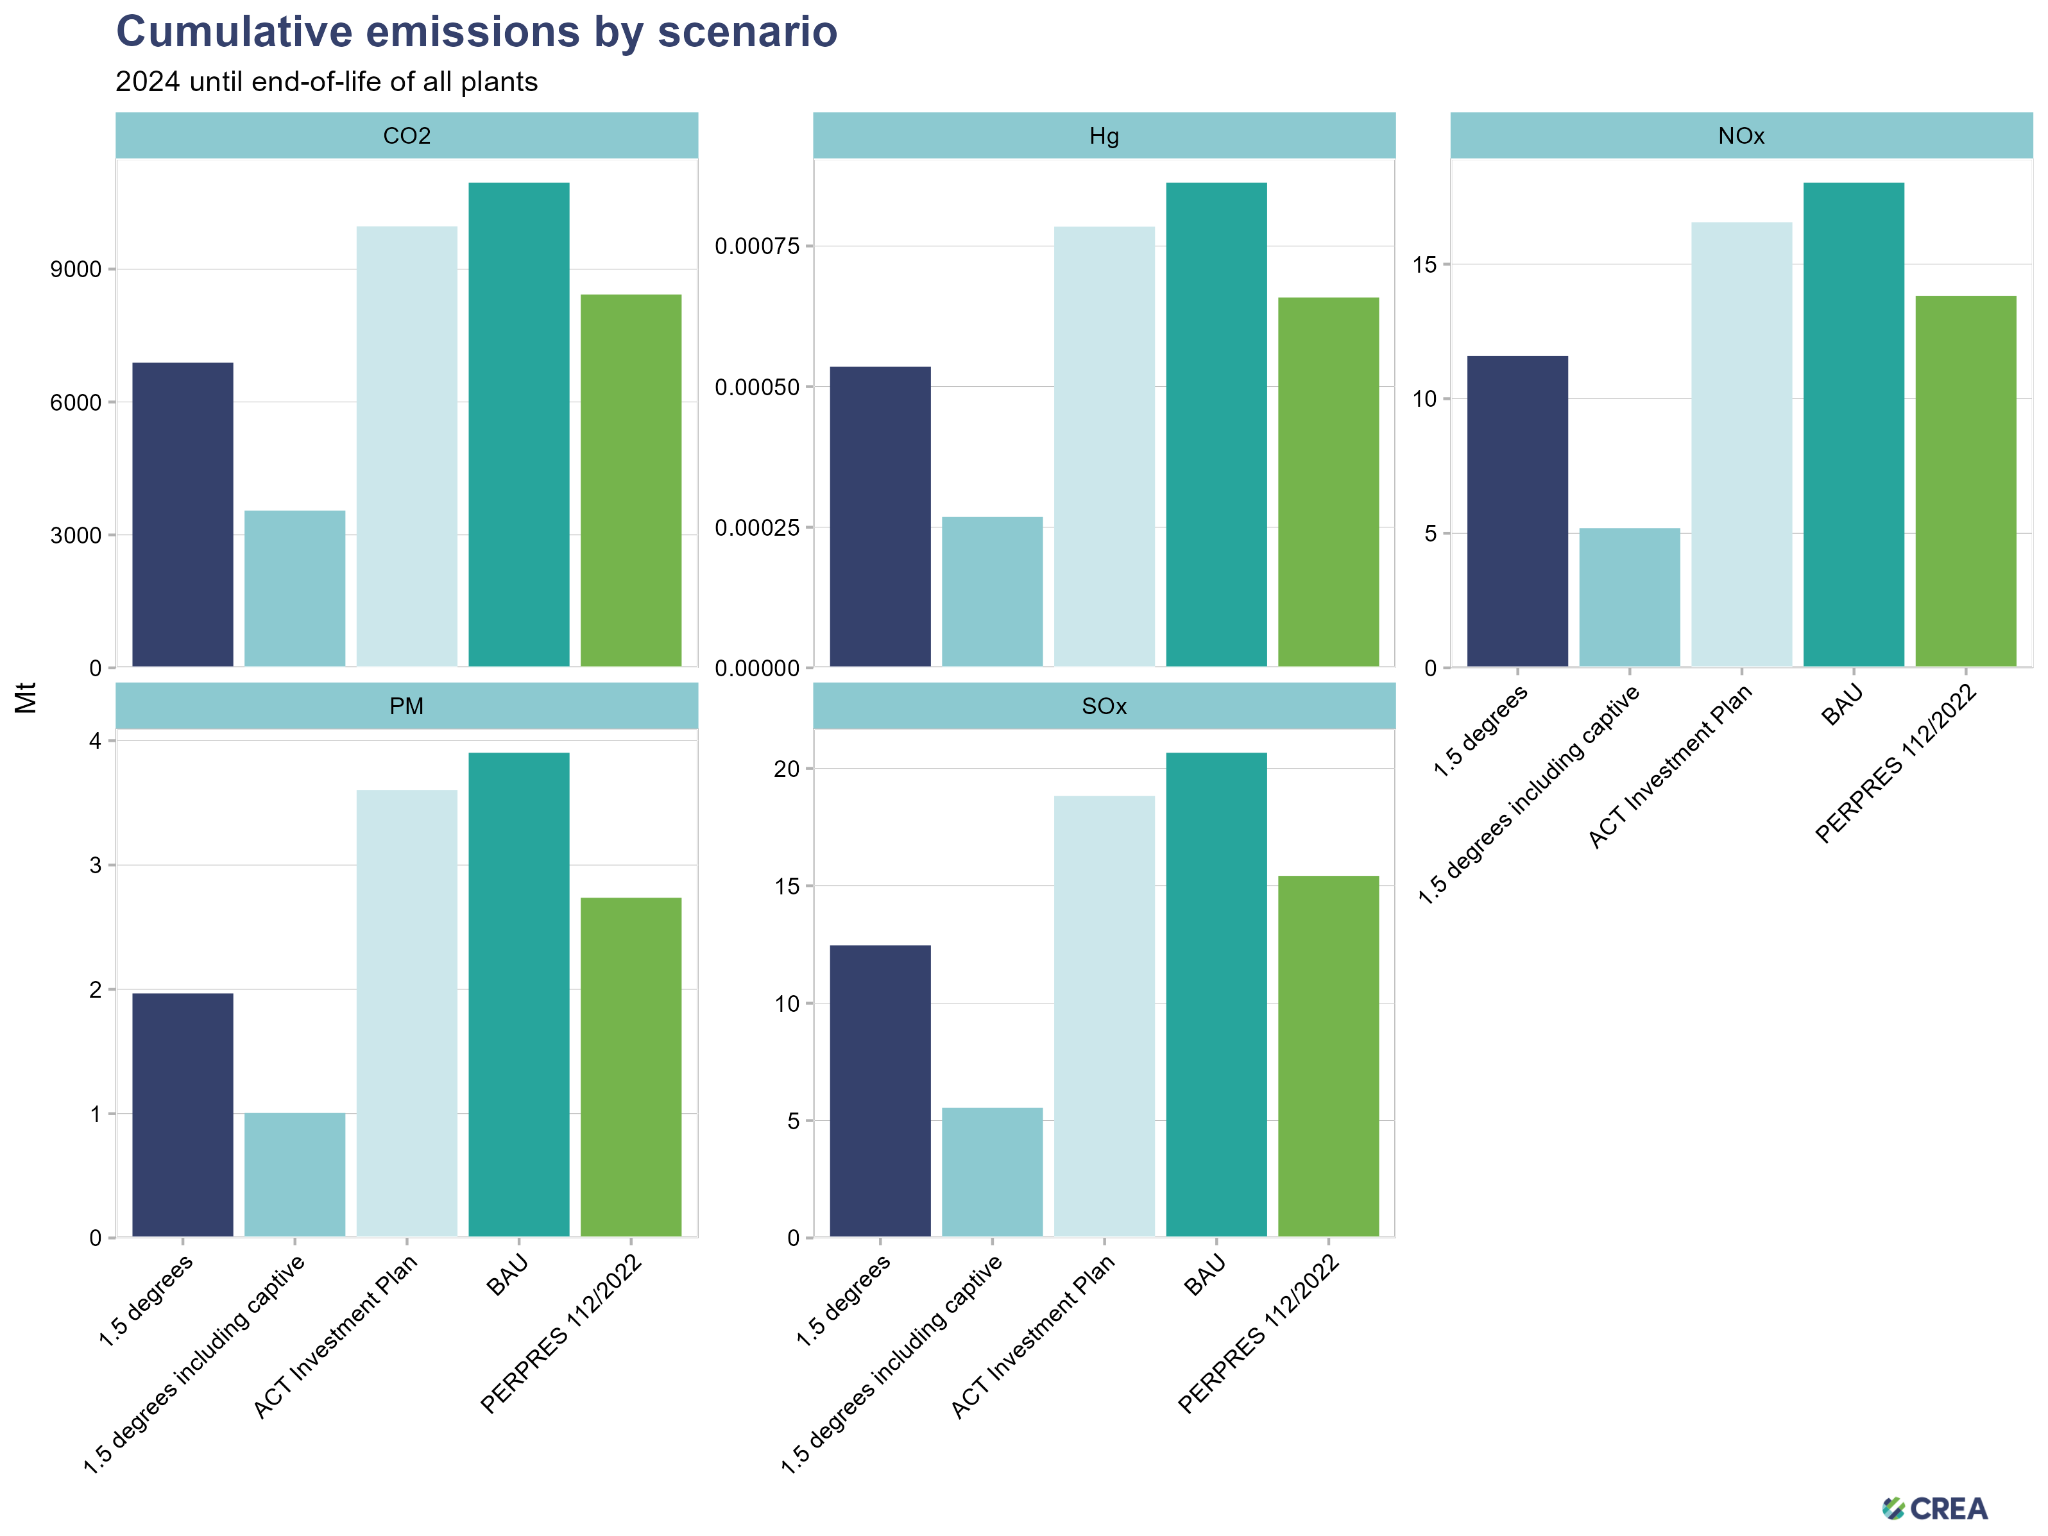 Cumulative emissions by scenario
2024 until end-of-life of all plants
CO2
Hg
NOx
9000
6000
3000
0
0.00075
0.00050
0.00025
0.00000
15
10
5
0
Mt
1.5 degrees
1.5 degrees including captive
ACT Investment Plan
BAU
PERPRES 112/2022
PM
SOx
4
3
2
1
0
20
15
10
5
0
1.5 degrees
1.5 degrees including captive
ACT Investment Plan
BAU
PERPRES 112/2022
1.5 degrees
1.5 degrees including captive
ACT Investment Plan
BAU
PERPRES 112/2022
CREA